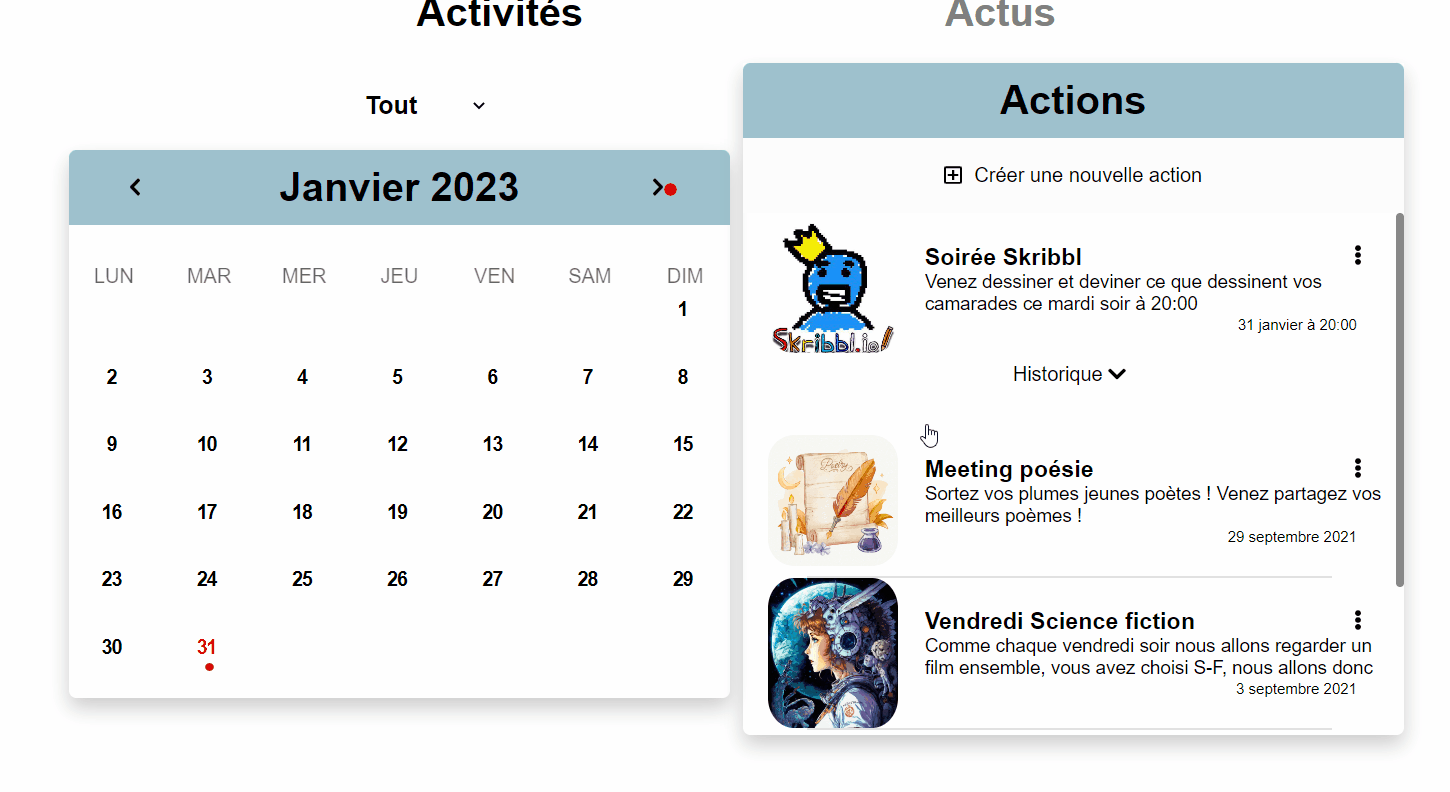 Activités
Actus
Tout
Janvier 2023
LUN MAR MER JEU VEN SAM DIM
1
2 3 4 5 6 7 8
9 10 11 12 13 14 15
16 17 18 19 20 21 22
23 24 25 26 27 28 29
30 31
Actions
Créer une nouvelle action
Skribbl.io
Soirée Skribbl
Venez dessiner et deviner ce que dessinent vos
camarades ce mardi soir à 20:00
31 janvier à 20:00
Historique
Poetry
Meeting poésie
Sortez vos plumes jeunes poètes ! Venez partagez vos
meilleurs poèmes !
29 septembre 2021
Vendredi Science fiction
Comme chaque vendredi soir nous allons regarder un
film ensemble, vous avez choisi S-F, nous allons donc
3 septembre 2021